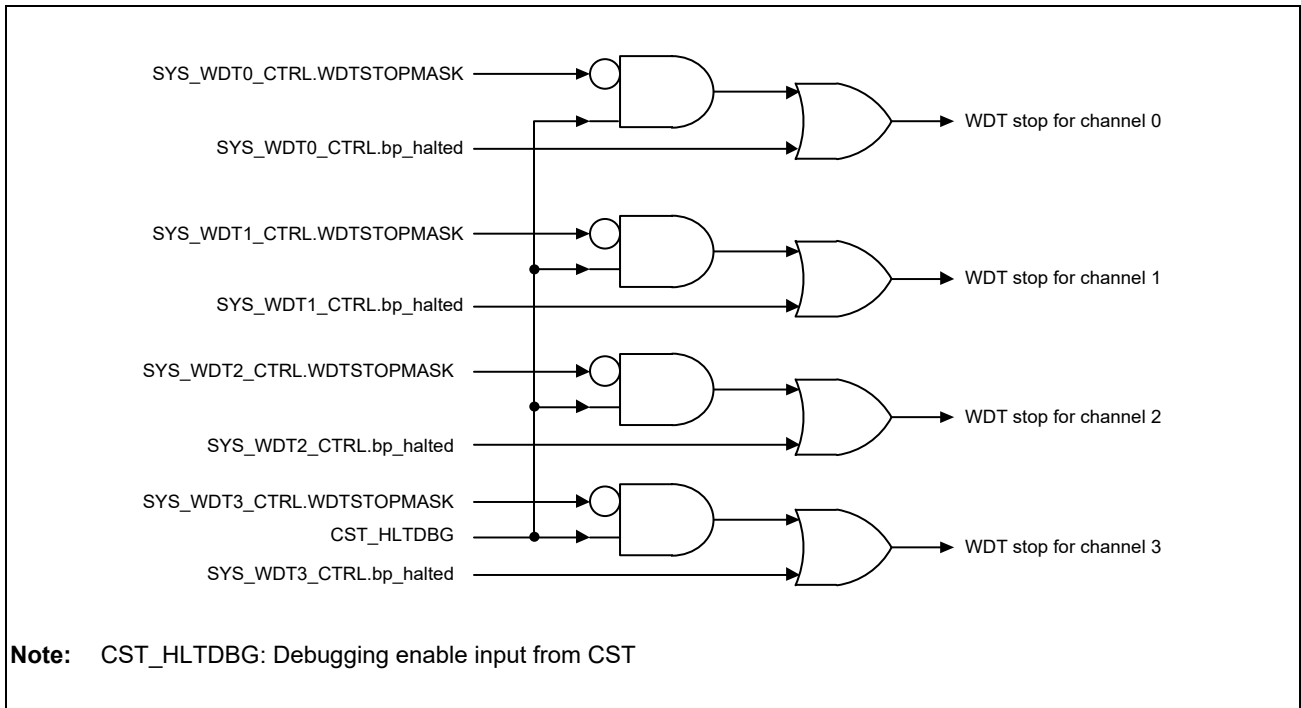 SYS_WDT0_CTRL.WDTSTOPMASK
SYS_WDT0_CTRL.bp_halted
WDT stop for channel 0
SYS_WDT1_CTRL.WDTSTOPMASK
SYS_WDT1_CTRL.bp_halted
WDT stop for channel 1
SYS_WDT2_CTRL.WDTSTOPMASK
SYS_WDT2_CTRL.bp_halted
WDT stop for channel 2
SYS_WDT3_CTRL.WDTSTOPMASK
CST_HLTDBG
SYS_WDT3_CTRL.bp_halted
WDT stop for channel 3
Note: CST_HLTDBG: Debugging enable input from CST